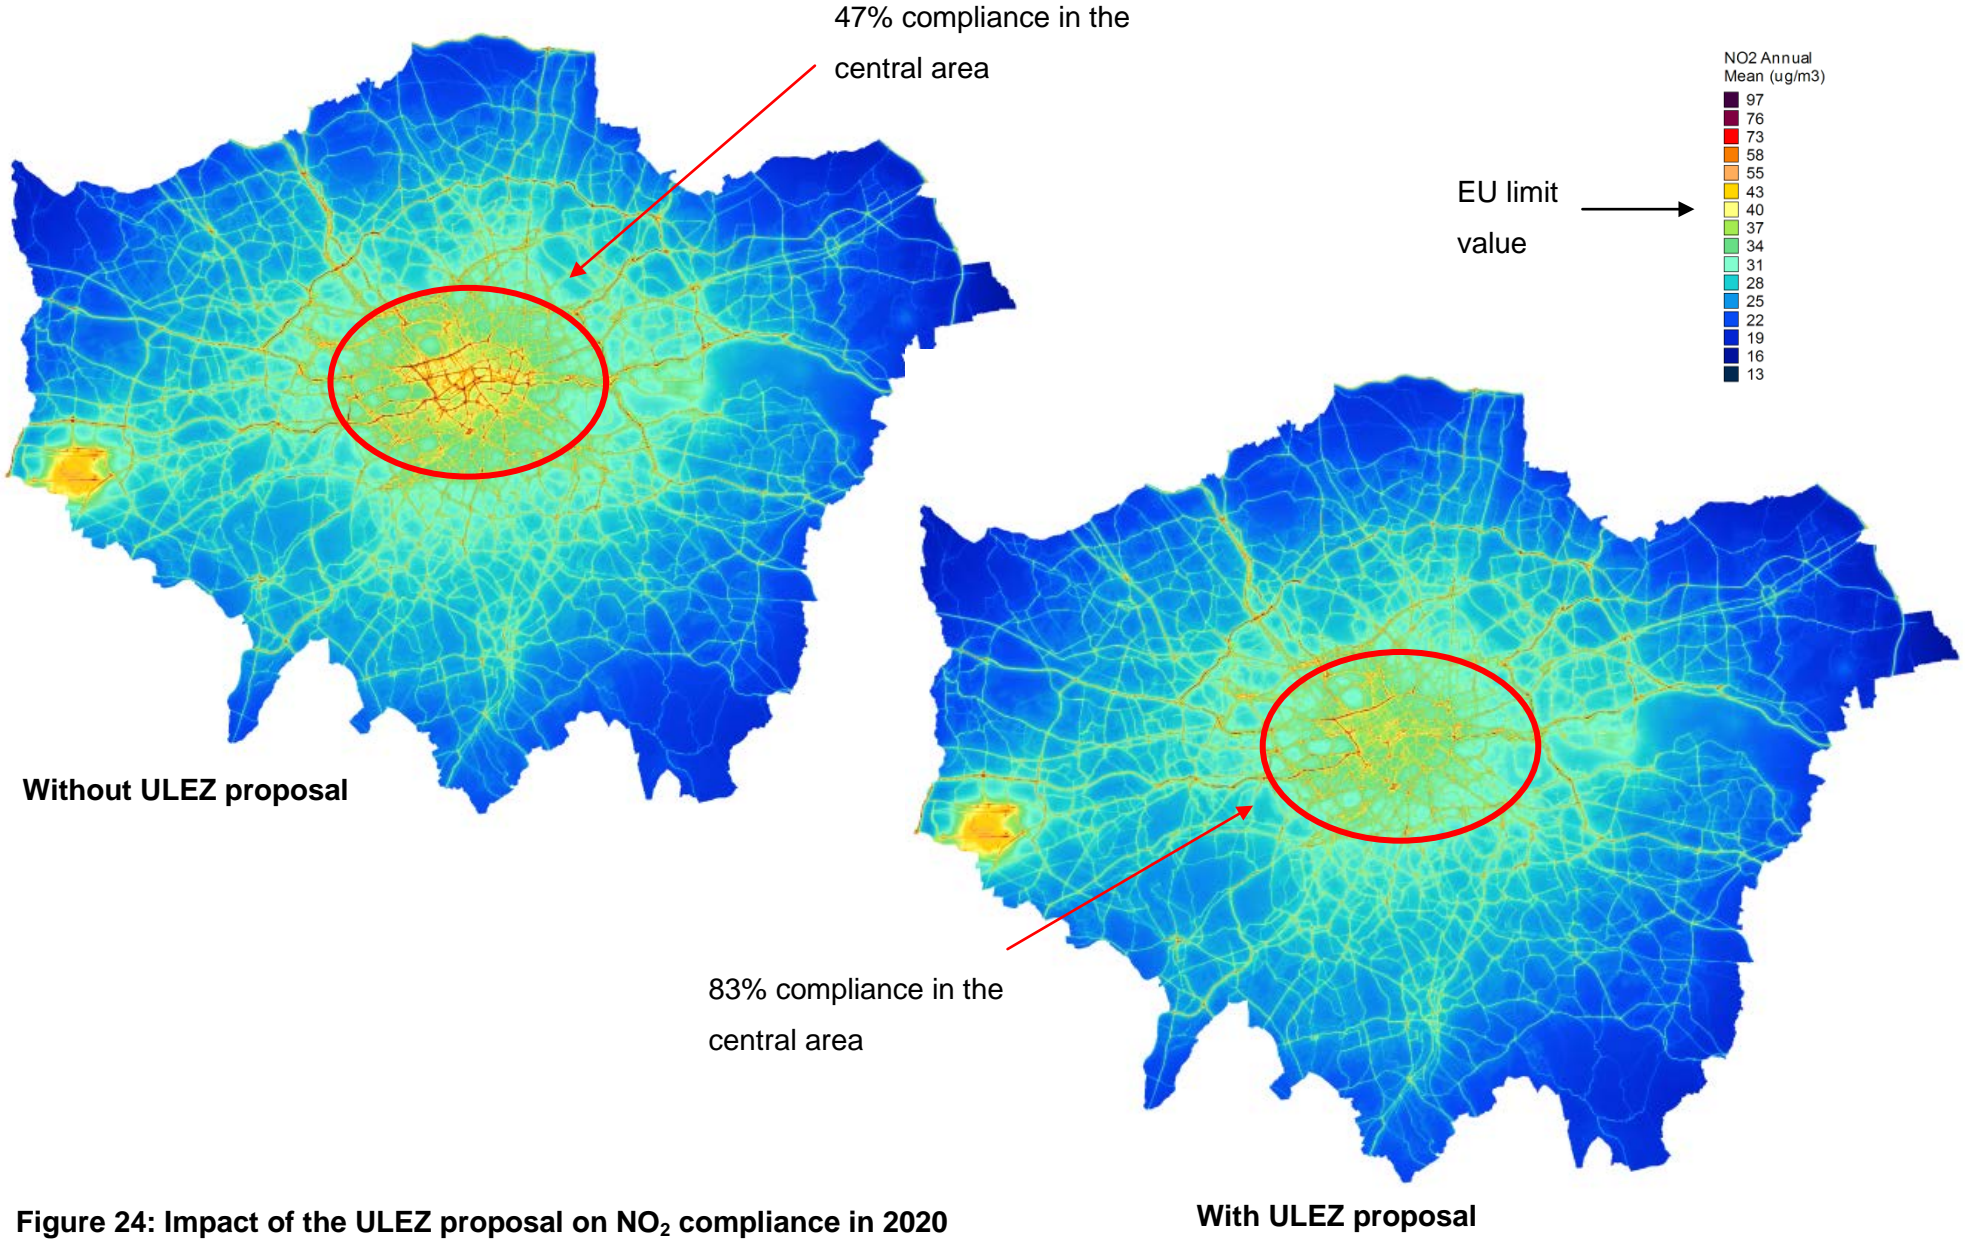 47% compliance in the
central area
NO2 Annual
Mean (ug/m3)
97
76
73
58
55
43
40
37
34
31
28
25
22
19
16
13
EU limit
value
Without ULEZ proposal
83% compliance in the
central area
With ULEZ proposal
Figure 24: Impact of the ULEZ proposal on NO₂ compliance in 2020